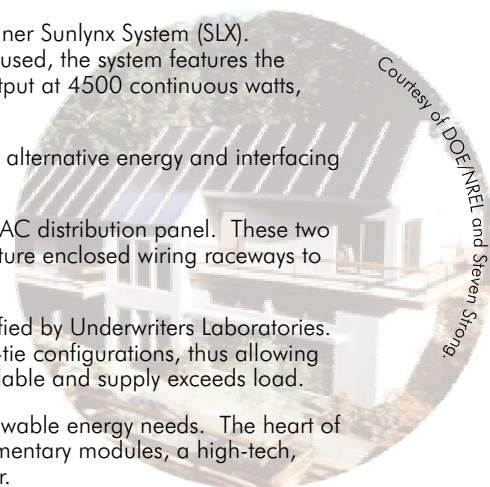 ner Sunlynx System (SLX).
used, the system features the
tput at 4500 continuous watts,
alternative energy and interfacing
AC distribution panel. These two
ture enclosed wiring raceways to
fied by Underwriters Laboratories.
-tie configurations, thus allowing
lable and supply exceeds load.
wable energy needs. The heart of
mentary modules, a high-tech,
r.
Courtesy of DOE/NREL and Steven Strong.